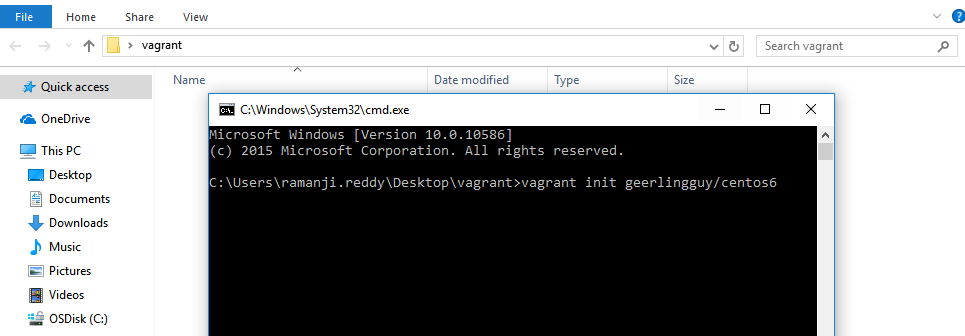 File Home Share View
vagrant Search vagrant
Quick access
OneDrive
This PC
Desktop
Documents
Downloads
Music
Pictures
Videos
OSDisk (C:)
Name Date modified Type Size
C:\Windows\System32\cmd.exe
Microsoft Windows [Version 10.0.10586]
(c) 2015 Microsoft Corporation. All rights reserved.
C:\Users\ramanji.reddy\Desktop\vagrant>vagrant init geerlingguy/centos6